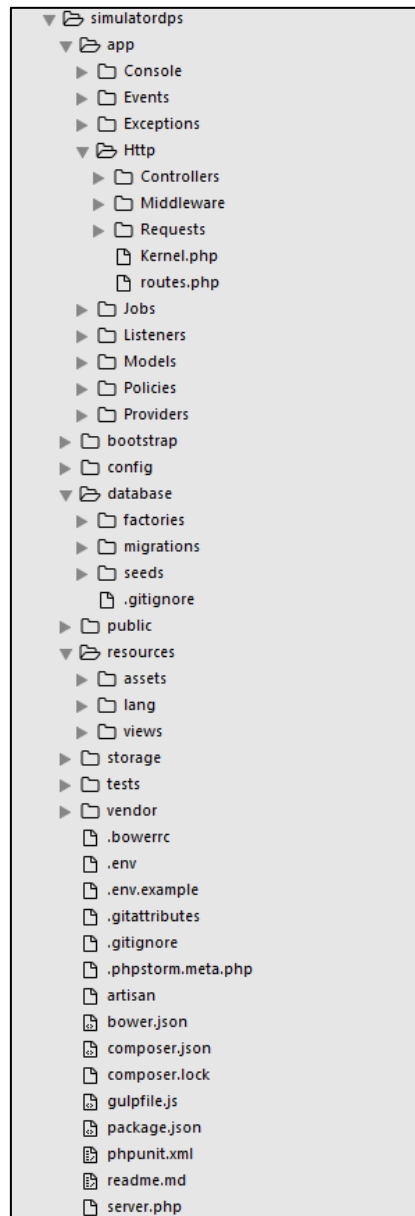 simulatordps
app
Console
Events
Exceptions
Http
Controllers
Middleware
Requests
Kernel.php
routes.php
Jobs
Listeners
Models
Policies
Providers
bootstrap
config
database
factories
migrations
seeds
.gitignore
public
resources
assets
lang
views
storage
tests
vendor
.bowerrc
.env
.env.example
.gitattributes
.gitignore
.phpstorm.meta.php
artisan
bower.json
composer.json
composer.lock
gulpfile.js
package.json
phpunit.xml
readme.md
server.php